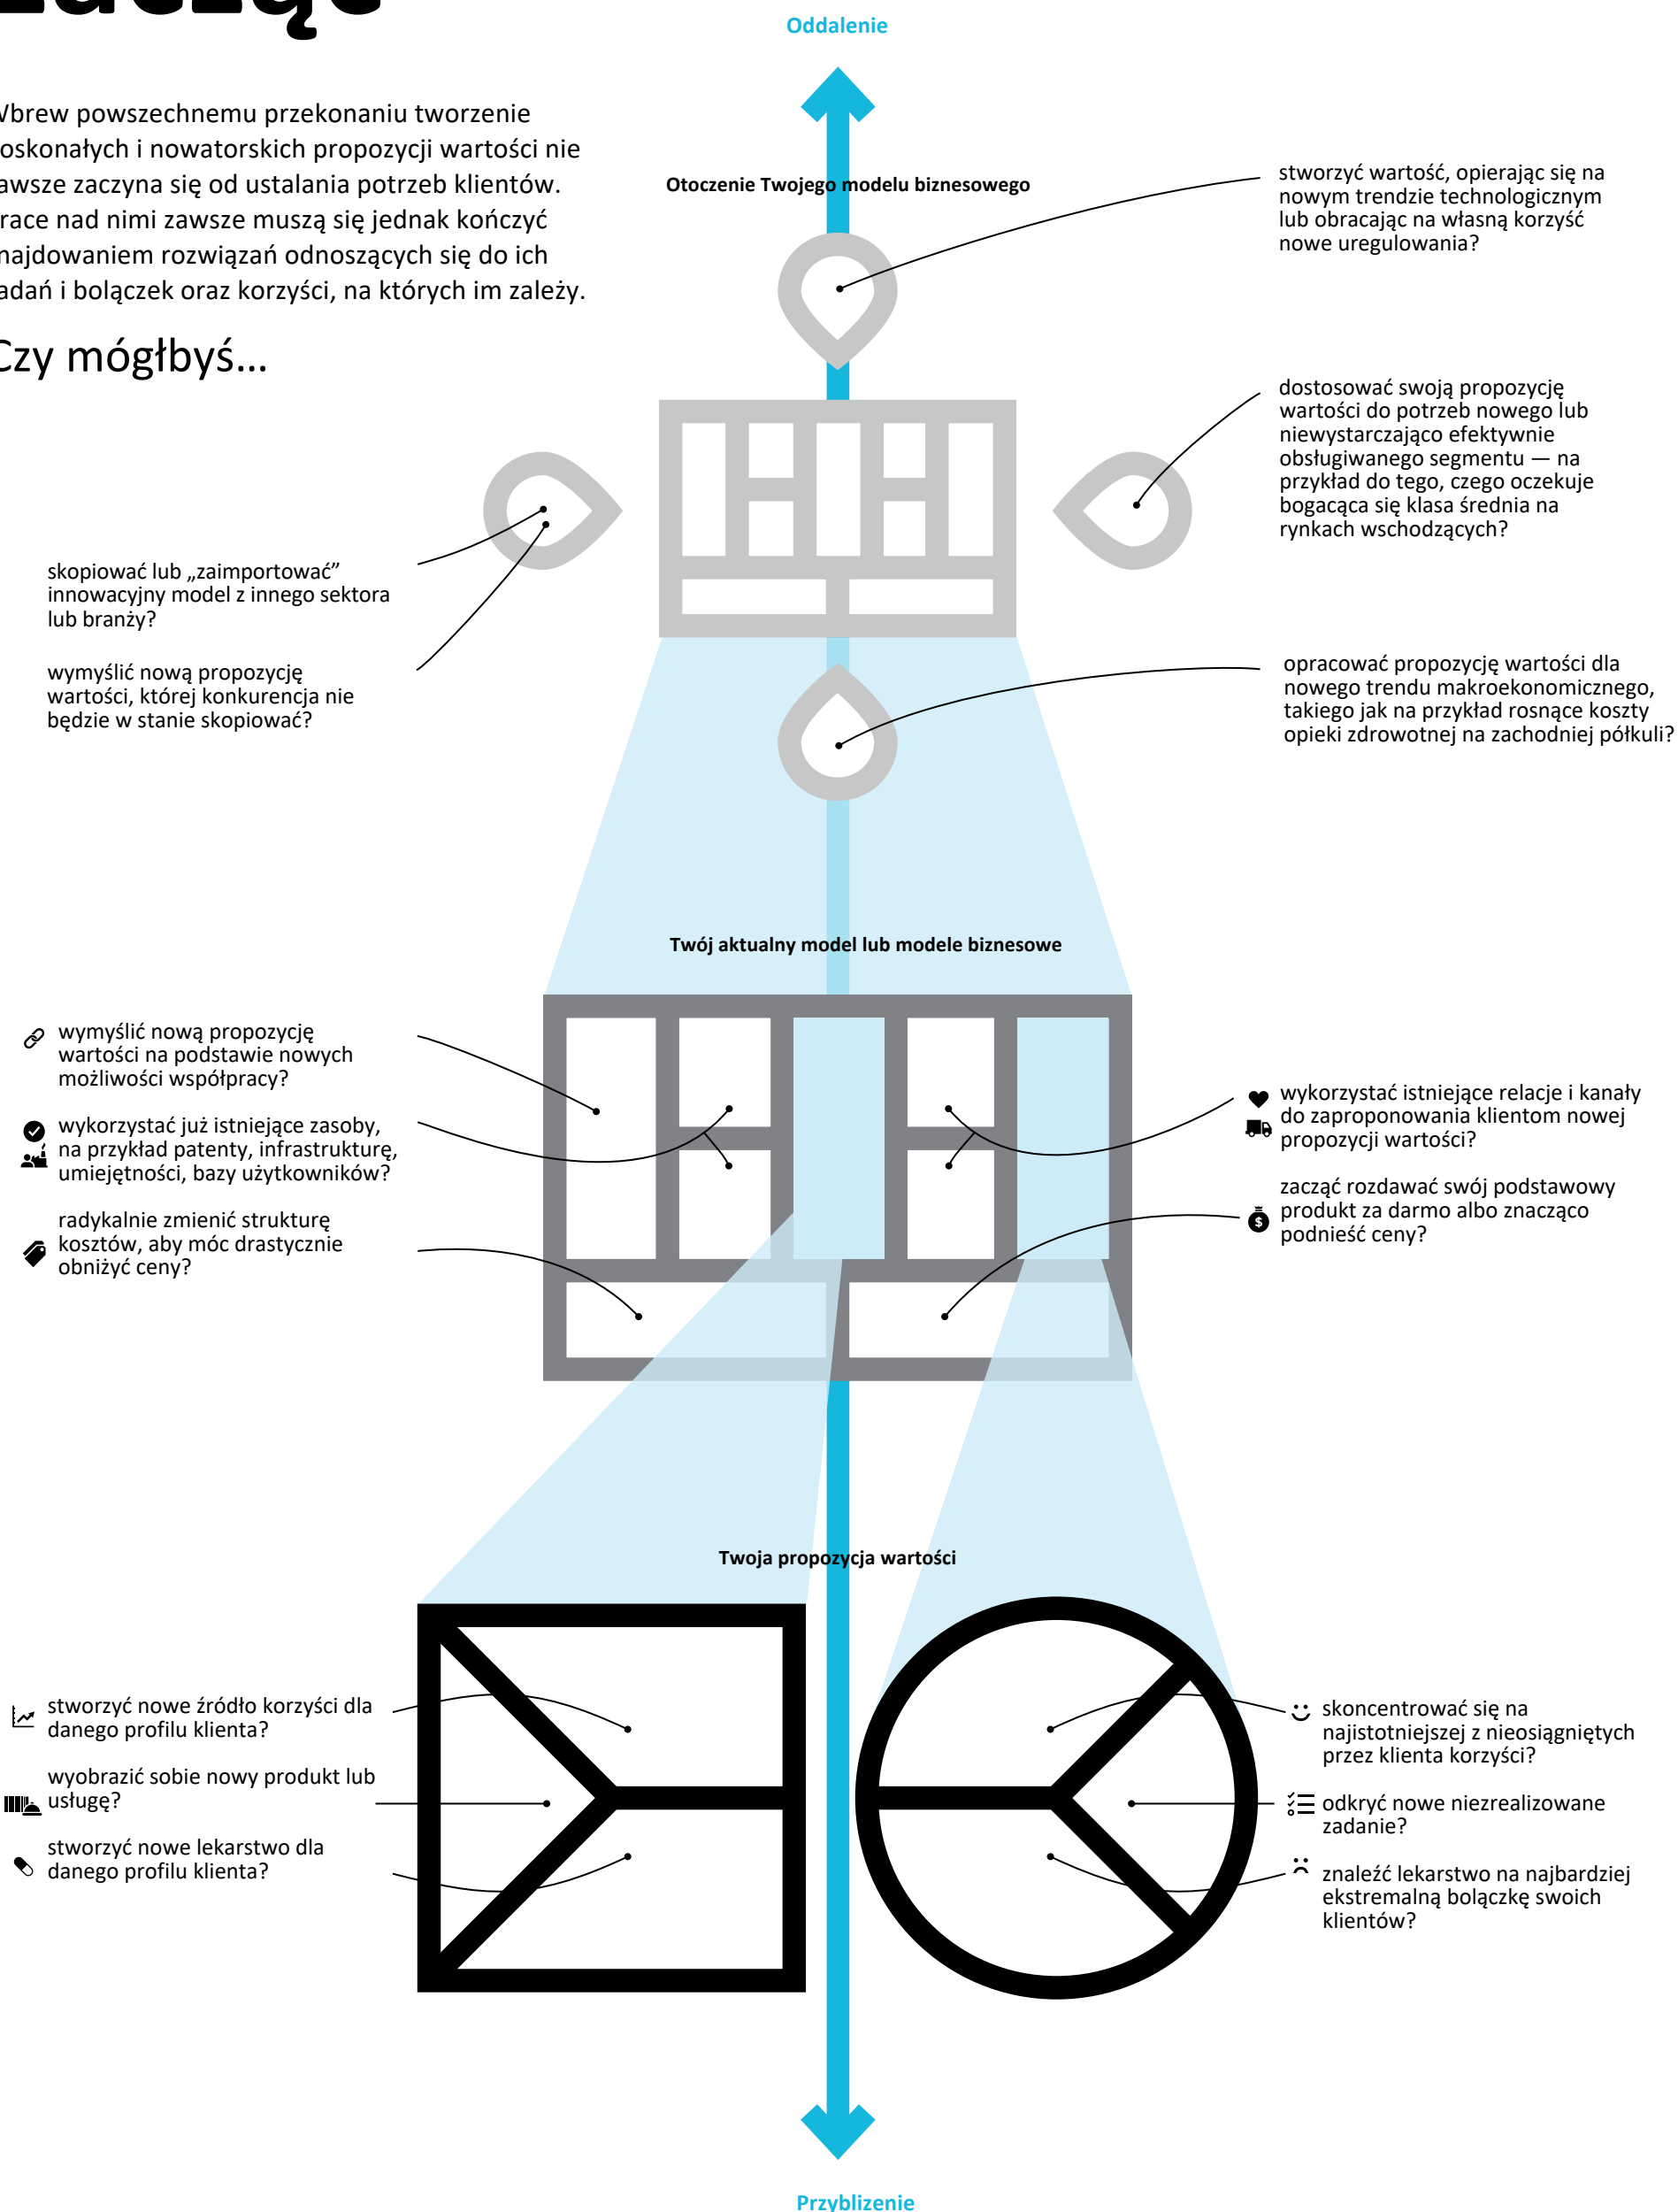 zacząć
Oddalenie
Wbrew powszechnemu przekonaniu tworzenie
doskonałych i nowatorskich propozycji wartości nie
zawsze zaczyna się od ustalania potrzeb klientów.
Prace nad nimi zawsze muszą się jednak kończyć
znajdowaniem rozwiązań odnoszących się do ich
zadań i bolączek oraz korzyści, na których im zależy.
Czy mógłbyś...
Otoczenie Twojego modelu biznesowego
stworzyć wartość, opierając się na
nowym trendzie technologicznym
lub obracając na własną korzyść
nowe uregulowania?
dostosować swoją propozycję
wartości do potrzeb nowego lub
niewystarczająco efektywnie
obsługiwanego segmentu — na
przykład do tego, czego oczekuje
bogacąca się klasa średnia na
rynkach wschodzących?
skopiować lub „zaimportować”
innowacyjny model z innego sektora
lub branży?
wymyślić nową propozycję
wartości, której konkurencja nie
będzie w stanie skopiować?
opracować propozycję wartości dla
nowego trendu makroekonomicznego,
takiego jak na przykład rosnące koszty
opieki zdrowotnej na zachodniej półkuli?
Twój aktualny model lub modele biznesowe
wymyślić nową propozycję
wartości na podstawie nowych
możliwości współpracy?
wykorzystać już istniejące zasoby,
na przykład patenty, infrastrukturę,
umiejętności, bazy użytkowników?
radykalnie zmienić strukturę
kosztów, aby móc drastycznie
obniżyć ceny?
wykorzystać istniejące relacje i kanały
do zaproponowania klientom nowej
propozycji wartości?
zacząć rozdawać swój podstawowy
produkt za darmo albo znacząco
podnieść ceny?
Twoja propozycja wartości
stworzyć nowe źródło korzyści dla
danego profilu klienta?
wyobrazić sobie nowy produkt lub
usługę?
stworzyć nowe lekarstwo dla
danego profilu klienta?
skoncentrować się na
najistotniejszej z nieosiągniętych
przez klienta korzyści?
odkryć nowe niezrealizowane
zadanie?
znaleźć lekarstwo na najbardziej
ekstremalną bolączkę swoich
klientów?
Przyblizenie